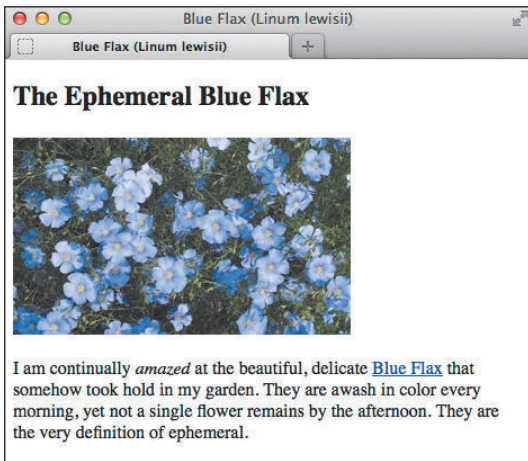 Blue Flax (Linum lewisii)
Blue Flax (Linum lewisii)
The Ephemeral Blue Flax
I am continually amazed at the beautiful, delicate Blue Flax that
somehow took hold in my garden. They are awash in color every
morning, yet not a single flower remains by the afternoon. They are
the very definition of ephemeral.